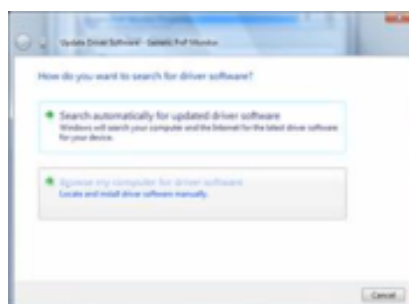 Update Driver Software - Generic PnP Monitor
How do you want to search for driver software?
Search automatically for updated driver software
Windows will search your computer and the Internet for the latest driver software
for your device.
Browse my computer for driver software
Locate and install driver software manually.
Cancel